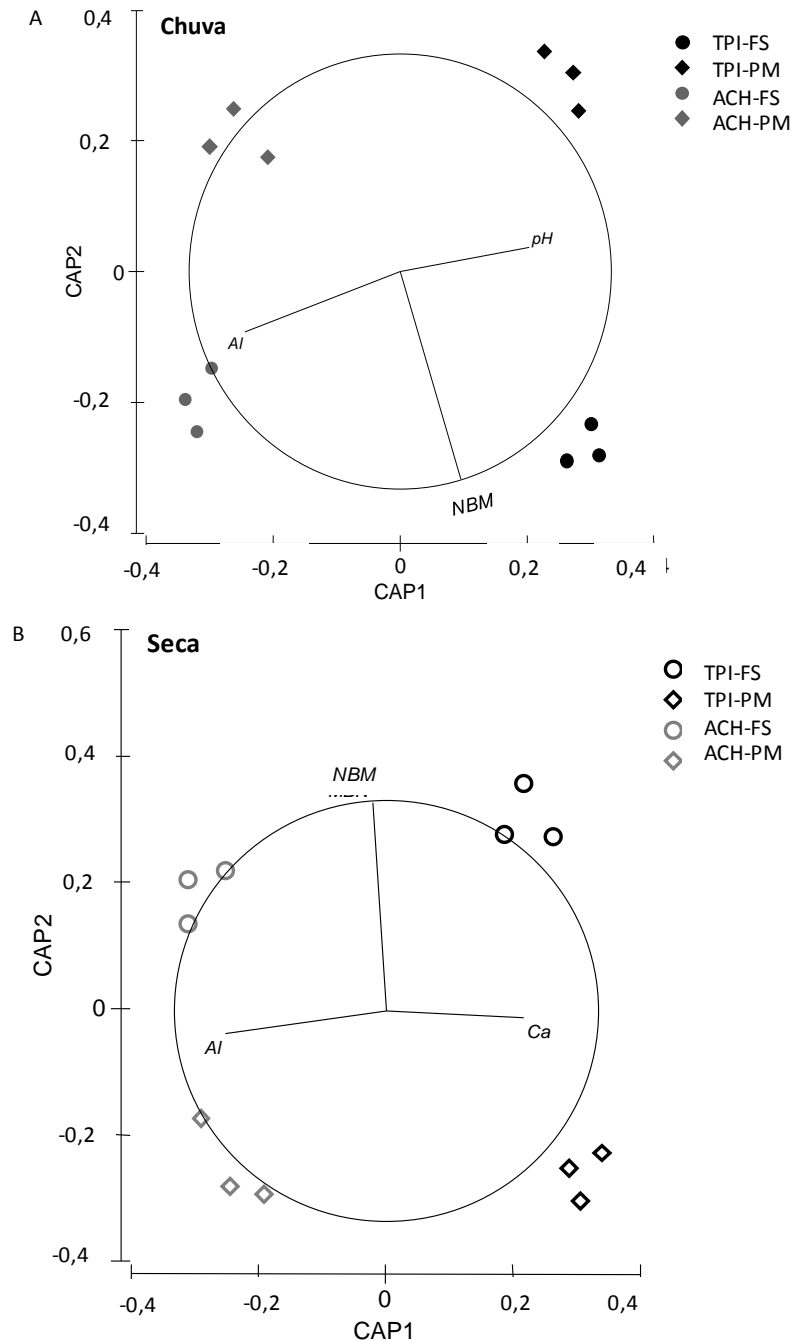 A
Chuva
0,4
0,2
0
-0,2
-0,4
CAP2
pH
Al
NBM
-0,4
-0,2
0
0,2
0,4
CAP1
TPI-FS
TPI-PM
ACH-FS
ACH-PM
B
Seca
0,6
0,4
0,2
0
-0,2
-0,4
CAP2
NBM
Al
Ca
-0,4
-0,2
0
0,2
0,4
CAP1
TPI-FS
TPI-PM
ACH-FS
ACH-PM